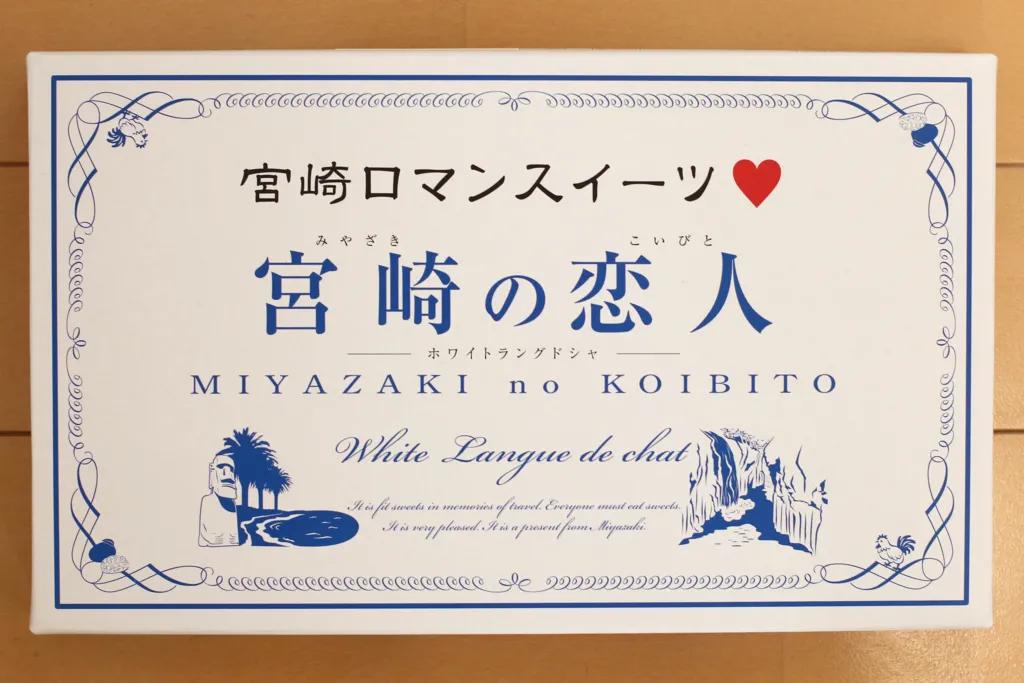 宮崎ロマンスイーツ♥
みやざき こいびと
宮崎の恋人
ホワイトラングドシャ
MIYAZAKI no KOIBITO
White Langue de chat
It is fit sweets in memories of travel. Everyone must eat sweets.
It is very pleased. It is a present from Miyazaki.